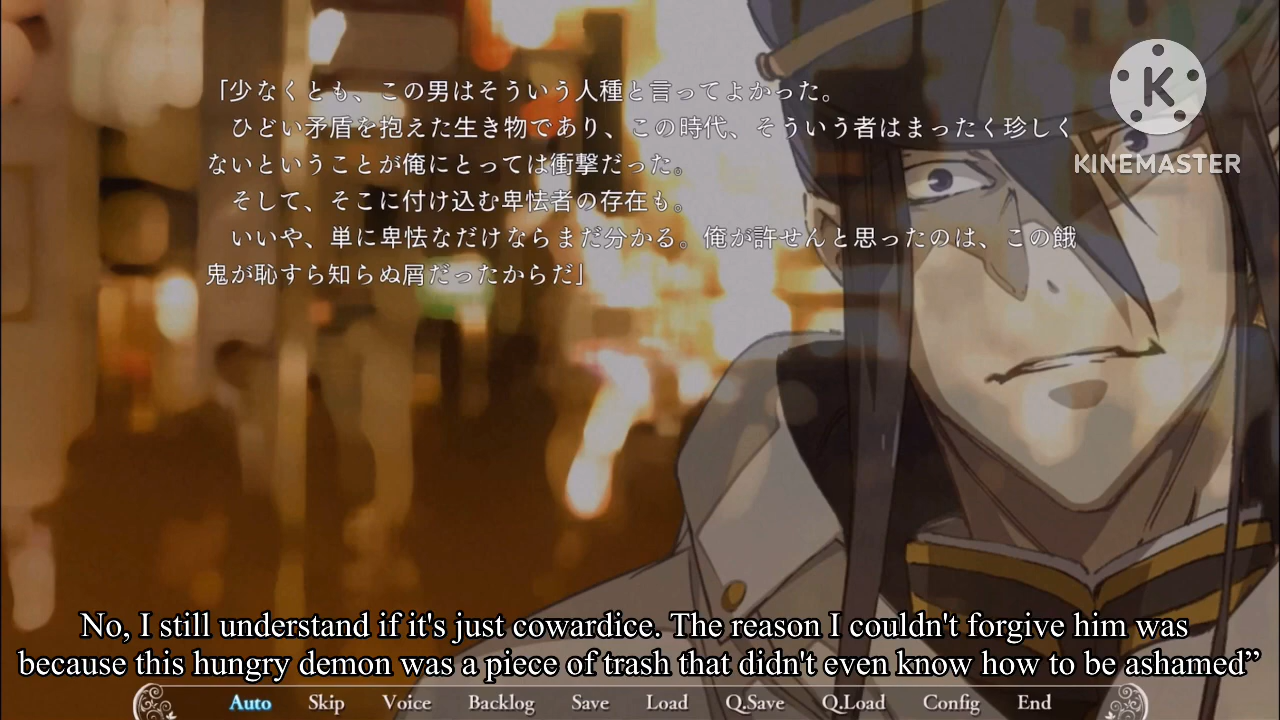 「少なくとも、この男はそういう人種と言ってよかった。
ひどい矛盾を抱えた生き物であり、この時代、そういう者はまったく珍しく
ないということが俺にとっては衝撃だった。
そして、そこに付け込む卑怯者の存在も。
いいや、単に卑怯なだけならまだ分かる。俺が許せんと思ったのは、この餓
鬼が恥すら知らぬ屑だったからだ」
K
KINEMASTER
No, I still understand if it's just cowardice. The reason I couldn't forgive him was
because this hungry demon was a piece of trash that didn't even know how to be ashamed”
Auto Skip Voice Backlog Save Load Q.Save Q.Load Config End